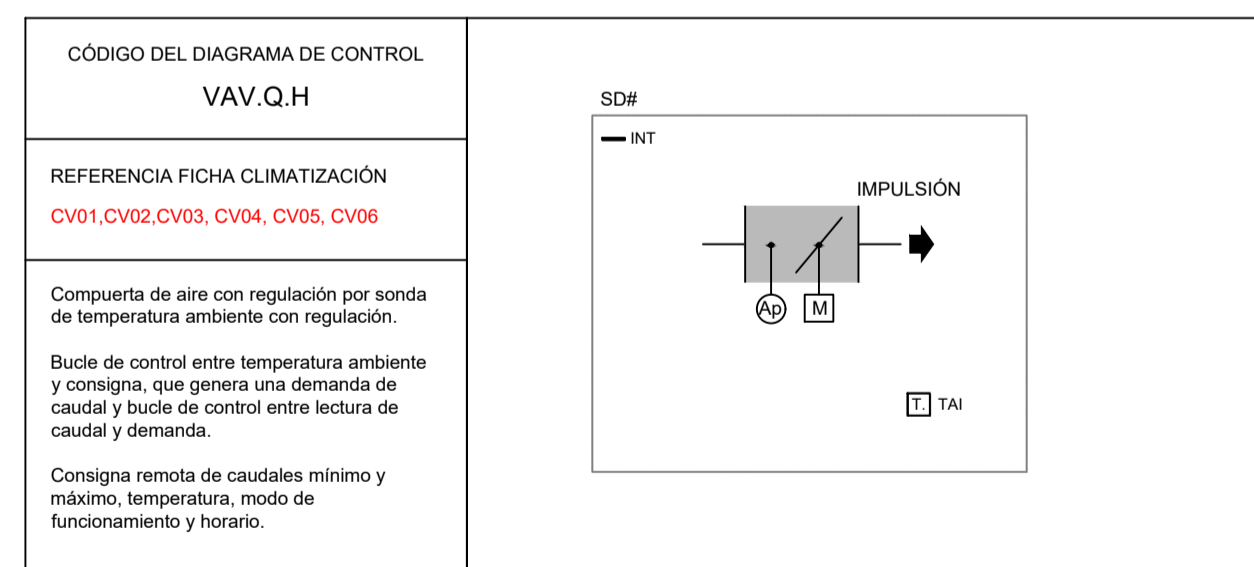 CÓDIGO DEL DIAGRAMA DE CONTROL
VAV.Q.H
REFERENCIA FICHA CLIMATIZACIÓN
CV01,CV02,CV03, CV04, CV05, CV06
Compuerta de aire con regulación por sonda
de temperatura ambiente con regulación.
Bucle de control entre temperatura ambiente
y consigna, que genera una demanda de
caudal y bucle de control entre lectura de
caudal y demanda.
Consigna remota de caudales mínimo y
máximo, temperatura, modo de
funcionamiento y horario.
SD#
INT
IMPULSIÓN
Ap
M
T. TAI